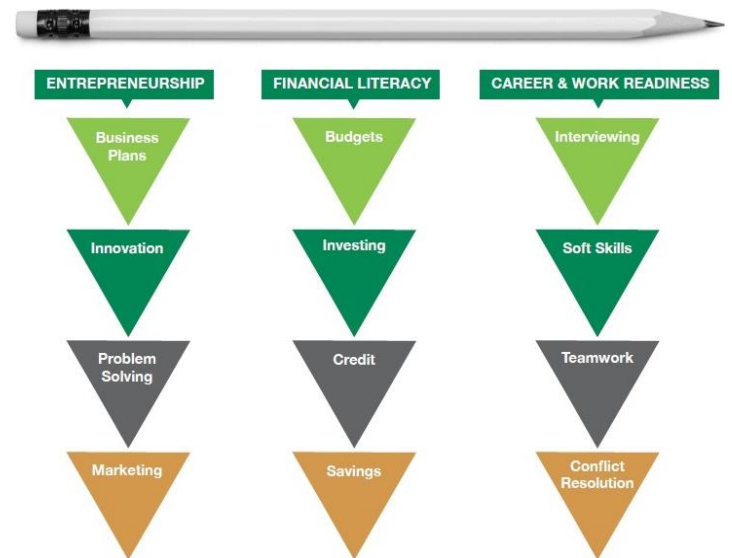 ENTREPRENEURSHIP
Business
Plans
Innovation
Problem
Solving
Marketing
FINANCIAL LITERACY
Budgets
Investing
Credit
Savings
CAREER & WORK READINESS
Interviewing
Soft Skills
Teamwork
Conflict
Resolution